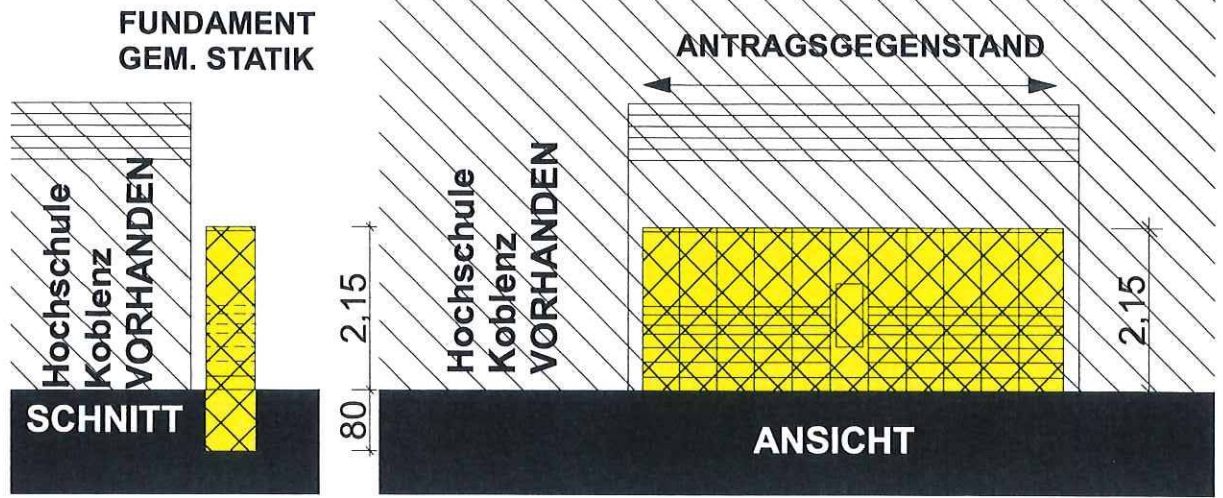 FUNDAMENT
GEM. STATIK
Hochschule
Koblenz
VORHANDEN
SCHNITT
2,15
80
ANTRAGSGEGENSTAND
Hochschule
Koblenz
VORHANDEN
2,15
ANSICHT